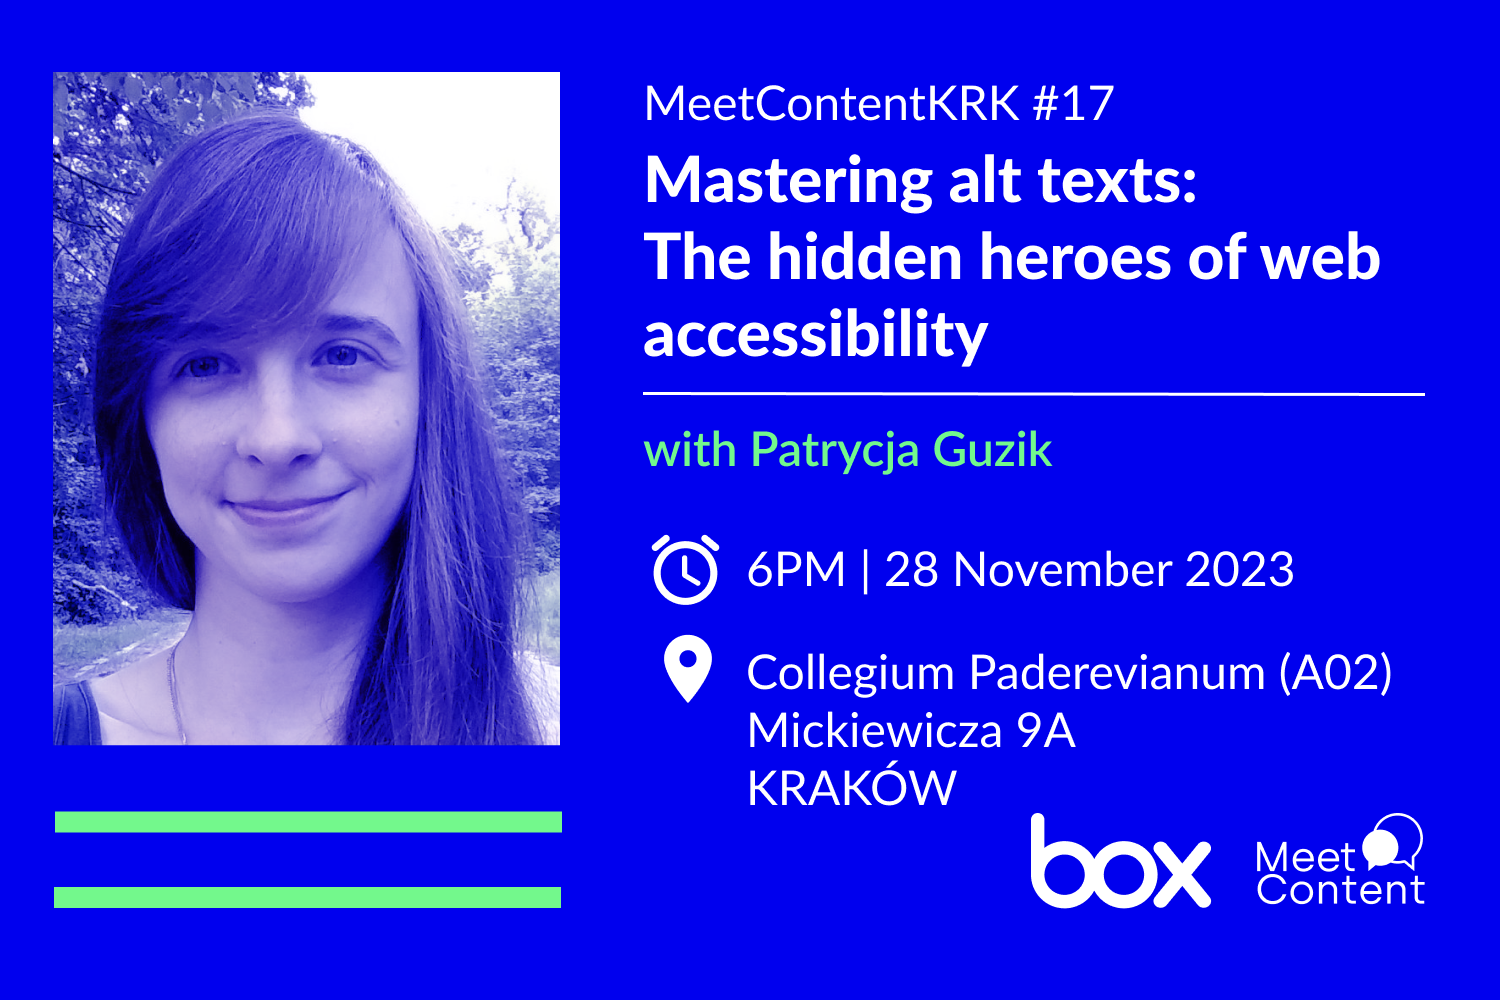 MeetContentKRK #17
Mastering alt texts:
The hidden heroes of web
accessibility
with Patrycja Guzik
6PM | 28 November 2023
Collegium Paderevianum (A02)
Mickiewicza 9A
KRAKÓW
box
Meet
Content